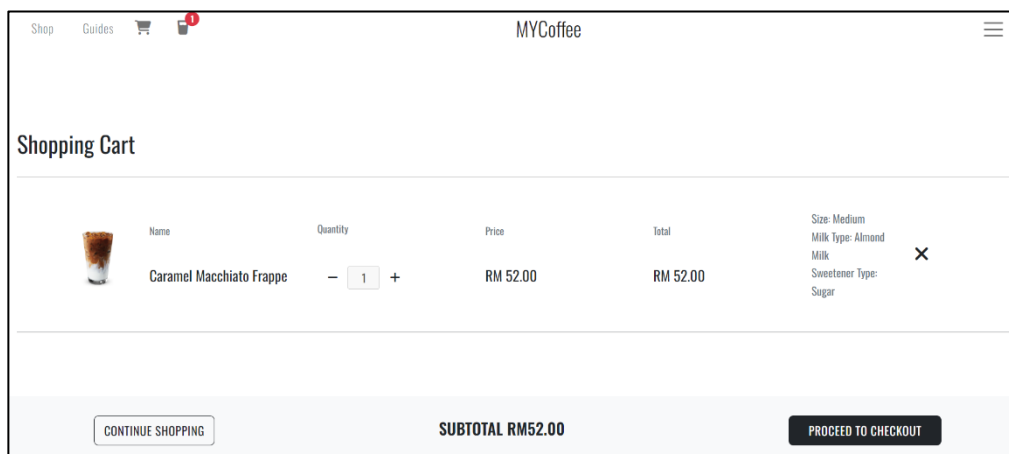 Shop Guides 1 MYCoffee
Shopping Cart
Name Quantity Price Total
Caramel Macchiato Frappe − 1 + RM 52.00 RM 52.00
Size: Medium
Milk Type: Almond
Milk
Sweetener Type:
Sugar
CONTINUE SHOPPING SUBTOTAL RM52.00 PROCEED TO CHECKOUT